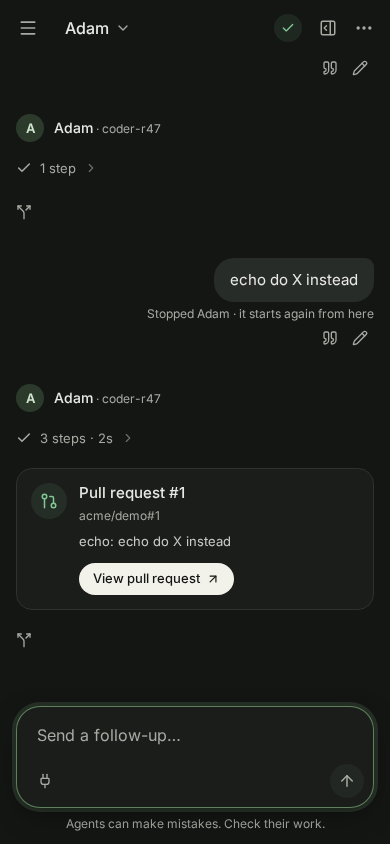 Adam
A
Adam · coder-r47
1 step
echo do X instead
Stopped Adam · it starts again from here
A
Adam · coder-r47
3 steps · 2s
Pull request #1
acme/demo#1
echo: echo do X instead
View pull request
Send a follow-up...
Agents can make mistakes. Check their work.